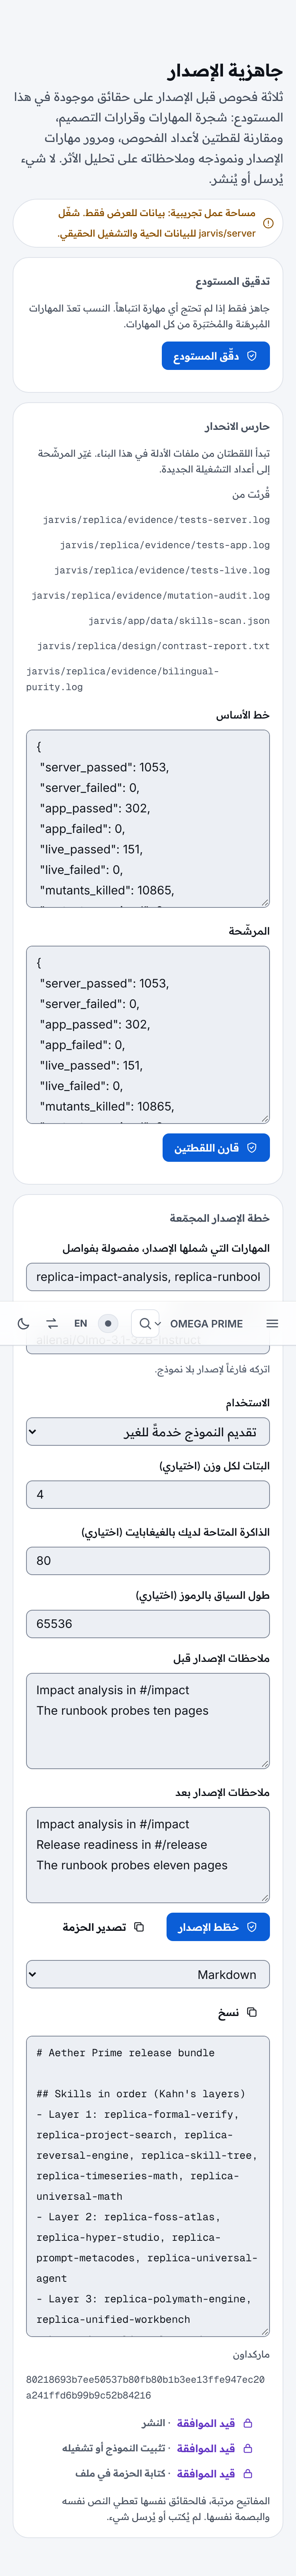 جاهزية الإصدار
ثلاثة فحوص قبل الإصدار على حقائق موجودة في هذا
المستودع: شجرة المهارات وقرارات التصميم،
ومقارنة لقطتين لأعداد الفحوص، ومرور مهارات
الإصدار ونموذجه وملاحظاته على تحليل الأثر. لا شيء
يُرسل أو يُنشر.
مساحة عمل تجريبية: بيانات للعرض فقط. شغّل
jarvis/server للبيانات الحية والتشغيل الحقيقي.
تدقيق المستودع
جاهز فقط إذا لم تحتج أي مهارة انتباهاً. النسب تعدّ المهارات
المُبرهَنة والمُختبَرة من كل المهارات.
دقّق المستودع
حارس الانحدار
تبدأ اللقطتان من ملفات الأدلة في هذا البناء. غيّر المرشّحة
إلى أعداد التشغيلة الجديدة.
قُرئت من
jarvis/replica/evidence/tests-server.log
jarvis/replica/evidence/tests-app.log
jarvis/replica/evidence/tests-live.log
jarvis/replica/evidence/mutation-audit.log
jarvis/app/data/skills-scan.json
jarvis/replica/design/contrast-report.txt
jarvis/replica/evidence/bilingual-
purity.log
خط الأساس
{
"server_passed": 1053,
"server_failed": 0,
"app_passed": 302,
"app_failed": 0,
"live_passed": 151,
"live_failed": 0,
"mutants_killed": 10865,
المرشّحة
{
"server_passed": 1053,
"server_failed": 0,
"app_passed": 302,
"app_failed": 0,
"live_passed": 151,
"live_failed": 0,
"mutants_killed": 10865,
قارن اللقطتين
خطة الإصدار المجمّعة
المهارات التي شملها الإصدار، مفصولة بفواصل
replica-impact-analysis, replica-runbool
OMEGA PRIME
EN
allenai/Olmo-3.1-32B-Instruct
اتركه فارغاً لإصدار بلا نموذج.
الاستخدام
تقديم النموذج خدمةً للغير
البتات لكل وزن (اختياري)
4
الذاكرة المتاحة لديك بالغيغابايت (اختياري)
80
طول السياق بالرموز (اختياري)
65536
ملاحظات الإصدار قبل
Impact analysis in #/impact
The runbook probes ten pages
ملاحظات الإصدار بعد
Impact analysis in #/impact
Release readiness in #/release
The runbook probes eleven pages
خطّط الإصدار
تصدير الحزمة
Markdown
نسخ
# Aether Prime release bundle
## Skills in order (Kahn's layers)
- Layer 1: replica-formal-verify,
replica-project-search, replica-
reversal-engine, replica-skill-tree,
replica-timeseries-math, replica-
universal-math
- Layer 2: replica-foss-atlas,
replica-hyper-studio, replica-
prompt-metacodes, replica-universal-
agent
- Layer 3: replica-polymath-engine,
replica-unified-workbench
ماركداون
80218693b7ee50537b80fb80b1b3ee13ffe947ec20
a241ffd6b99b9c52b84216
قيد الموافقة · النشر
قيد الموافقة · تثبيت النموذج أو تشغيله
قيد الموافقة · كتابة الحزمة في ملف
المفاتيح مرتبة، فالحقائق نفسها تعطي النص نفسه
والبصمة نفسها. لم يُكتب أو يُرسل شيء.